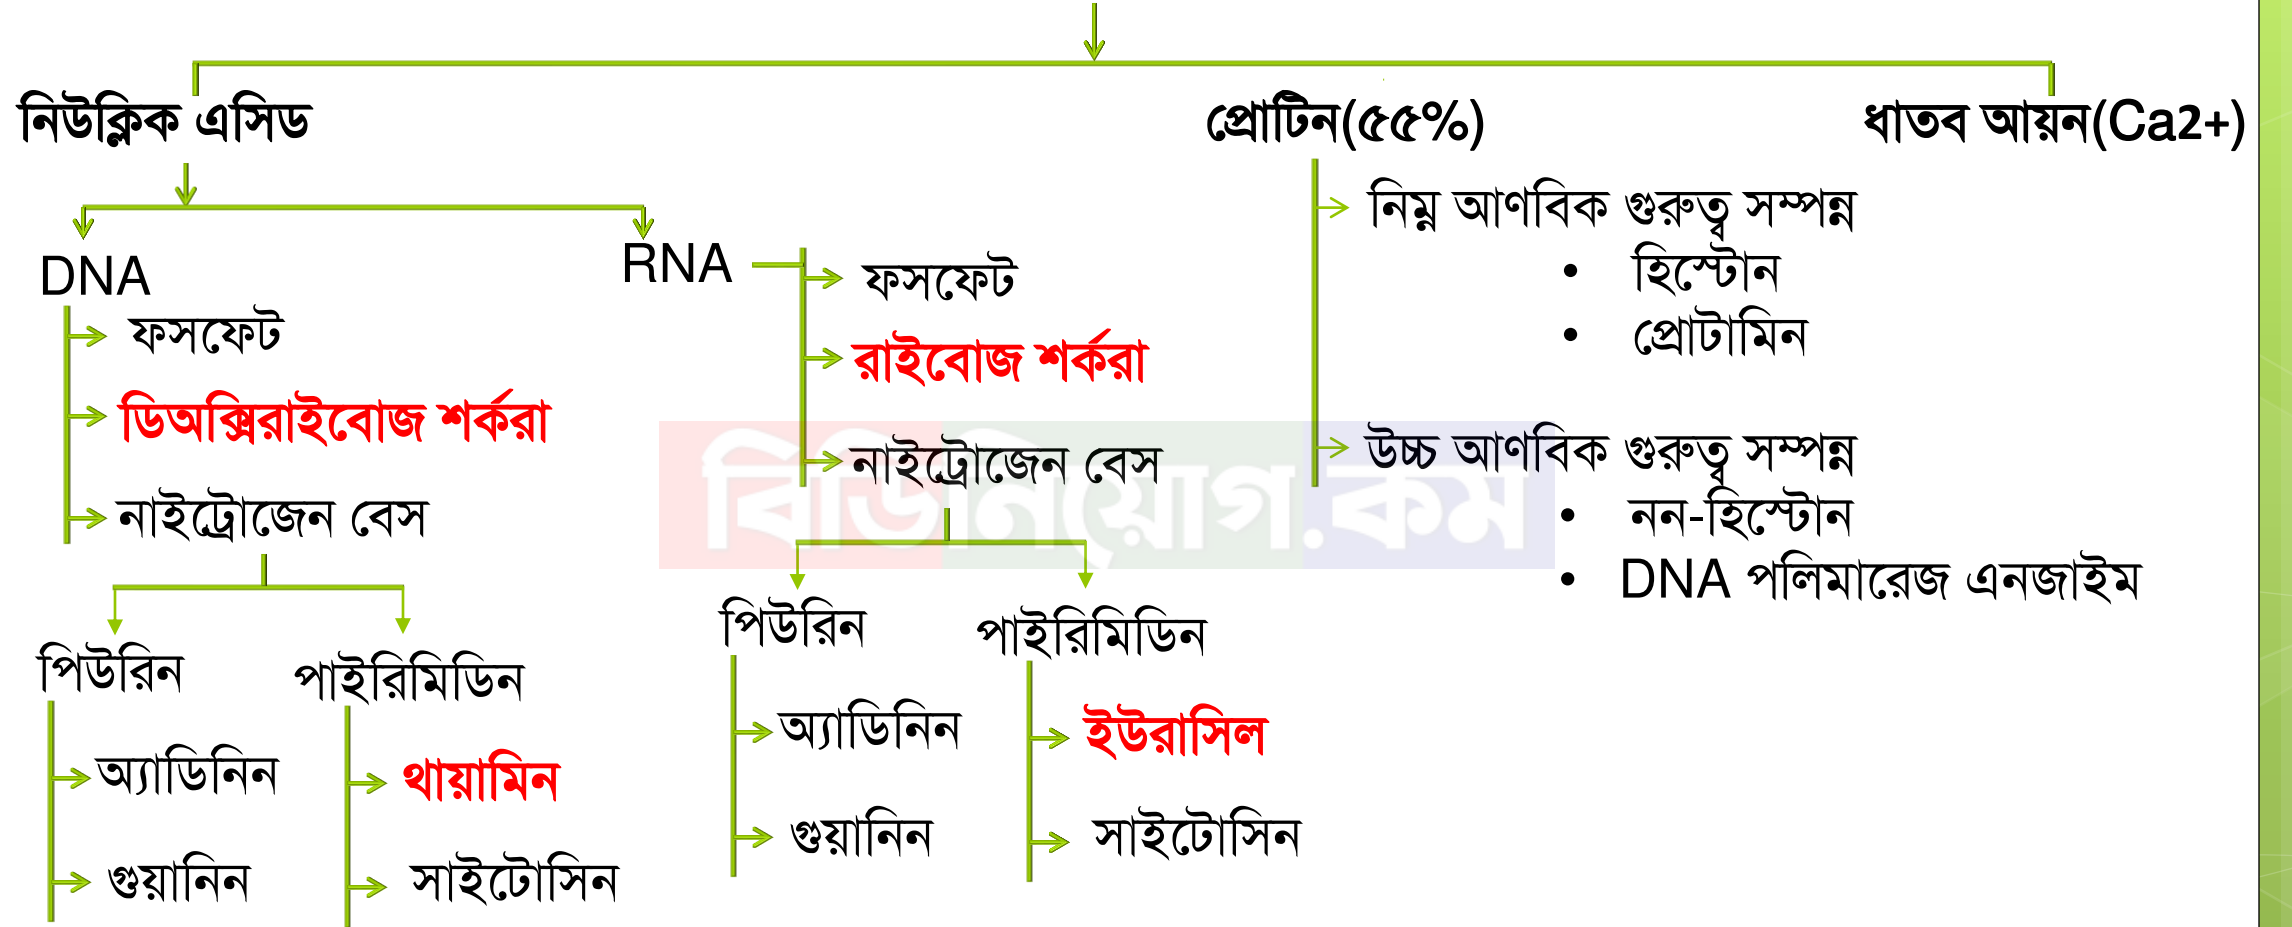 নিউক্লিক এসিড
প্রোটিন(৫৫%)
ধাতব আয়ন(Ca2+)
DNA
ফসফেট
ডিঅক্সিরাইবোজ শর্করা
নাইট্রোজেন বেস
পিউরিন
অ্যাডিনিন
গুয়ানিন
পাইরিমিডিন
থায়ামিন
সাইটোসিন
RNA
ফসফেট
রাইবোজ শর্করা
নাইট্রোজেন বেস
পিউরিন
অ্যাডিনিন
গুয়ানিন
পাইরিমিডিন
ইউরাসিল
সাইটোসিন
নিম্ন আণবিক গুরুত্ব সম্পন্ন
• হিস্টোন
• প্রোটামিন
উচ্চ আণবিক গুরুত্ব সম্পন্ন
• নন-হিস্টোন
• DNA পলিমারেজ এনজাইম
বিডিনিয়োগ.কম